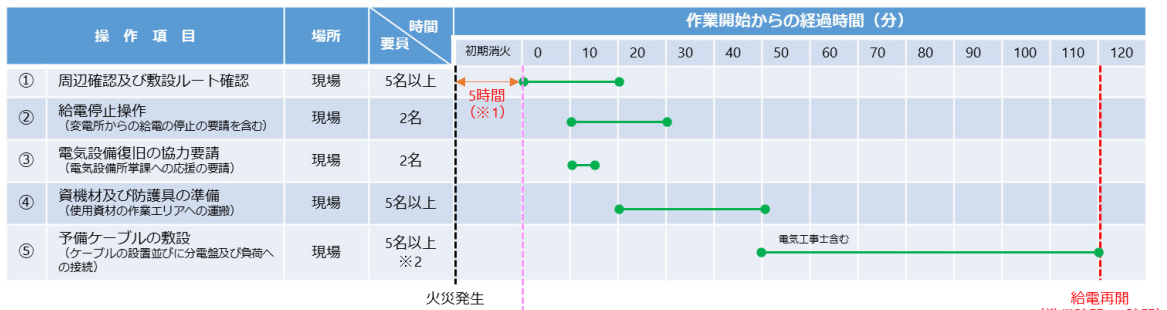 操 作 項 目
場所
時間
要員
作業開始からの経過時間（分）
初期消火 0 10 20 30 40 50 60 70 80 90 100 110 120
① 周辺確認及び敷設ルート確認 現場 5名以上
5時間
（※1）
② 給電停止操作 現場 2名
（変電所からの給電の停止の要請を含む）
③ 電気設備復旧の協力要請 現場 2名
（電気設備所掌課への応援の要請）
④ 資機材及び防護具の準備 現場 5名以上
（使用資材の作業エリアへの運搬）
⑤ 予備ケーブルの敷設 現場 5名以上
（ケーブルの設置並びに分電盤及び負荷へ
の接続）
※2
電気工事士含む
火災発生
給電再開